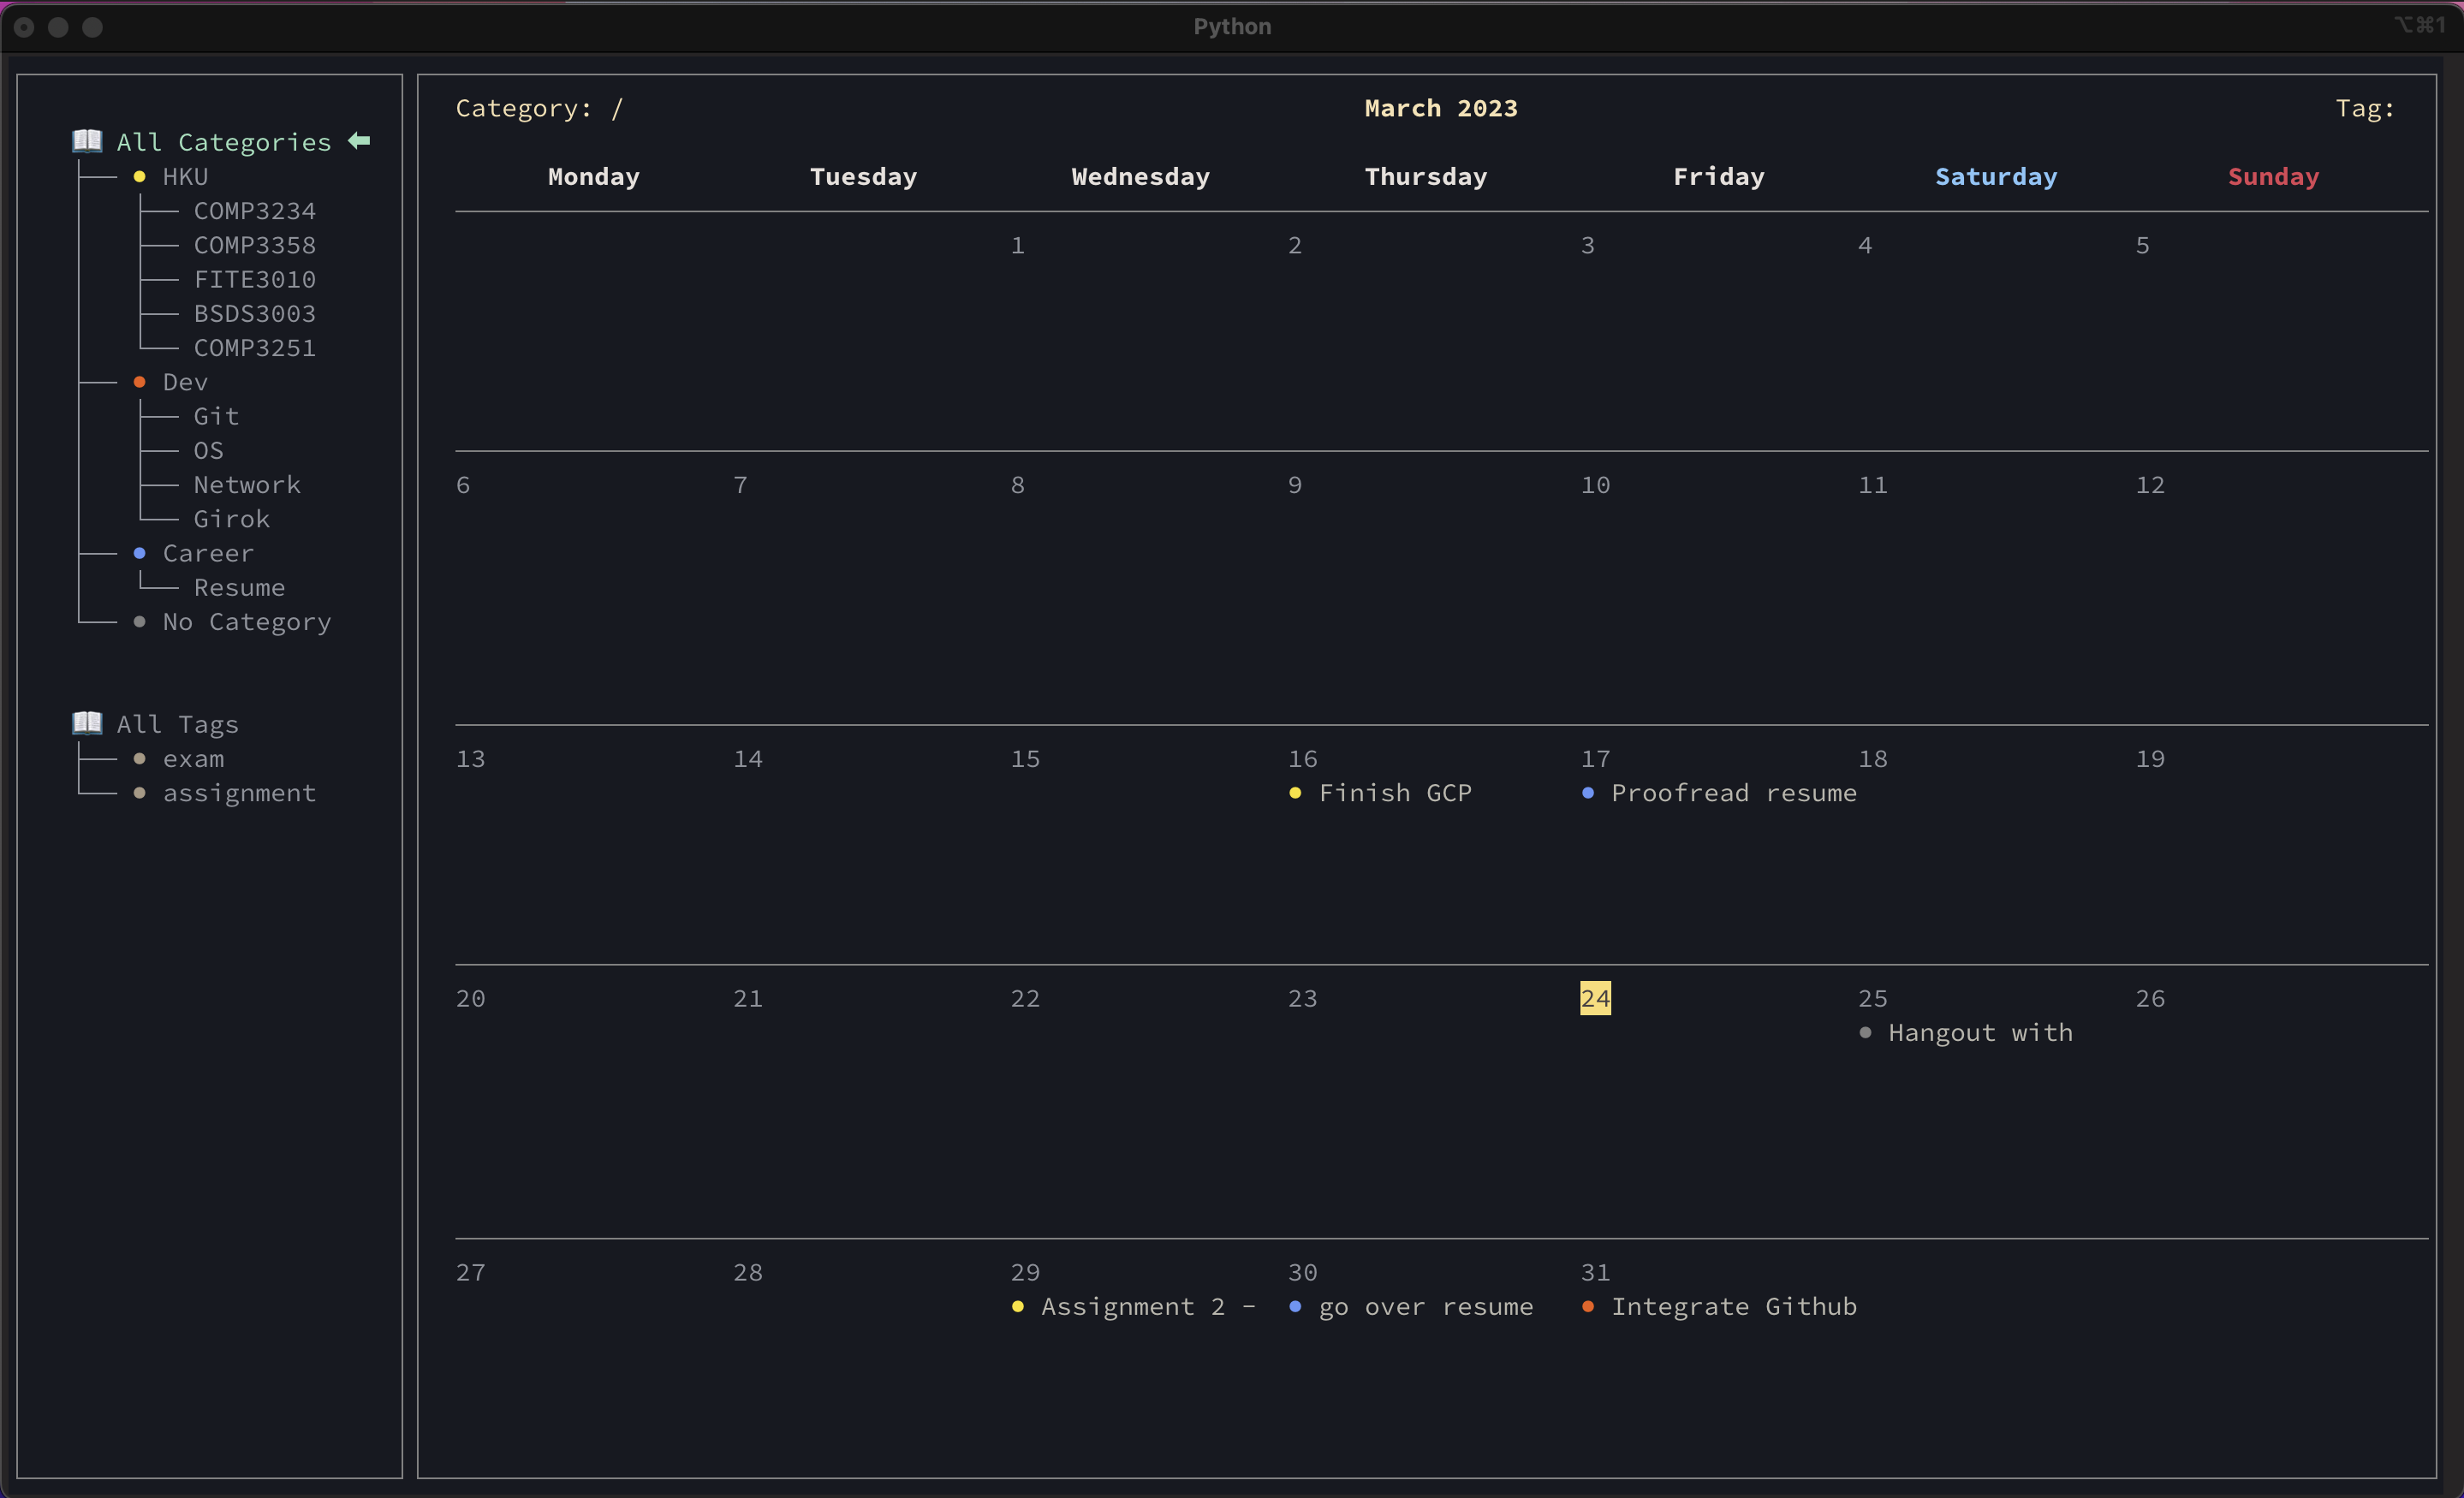 Python
⌥⌘1
All Categories
HKU
COMP3234
COMP3358
FITE3010
BSDS3003
COMP3251
Dev
Git
OS
Network
Girok
Career
Resume
No Category
All Tags
exam
assignment
Category: / March 2023 Tag:
Monday Tuesday Wednesday Thursday Friday Saturday Sunday
1 2 3 4 5
6 7 8 9 10 11 12
13 14 15 16 17 18 19
Finish GCP Proofread resume
20 21 22 23 24 25 26
Hangout with
27 28 29 30 31
Assignment 2 - go over resume Integrate Github